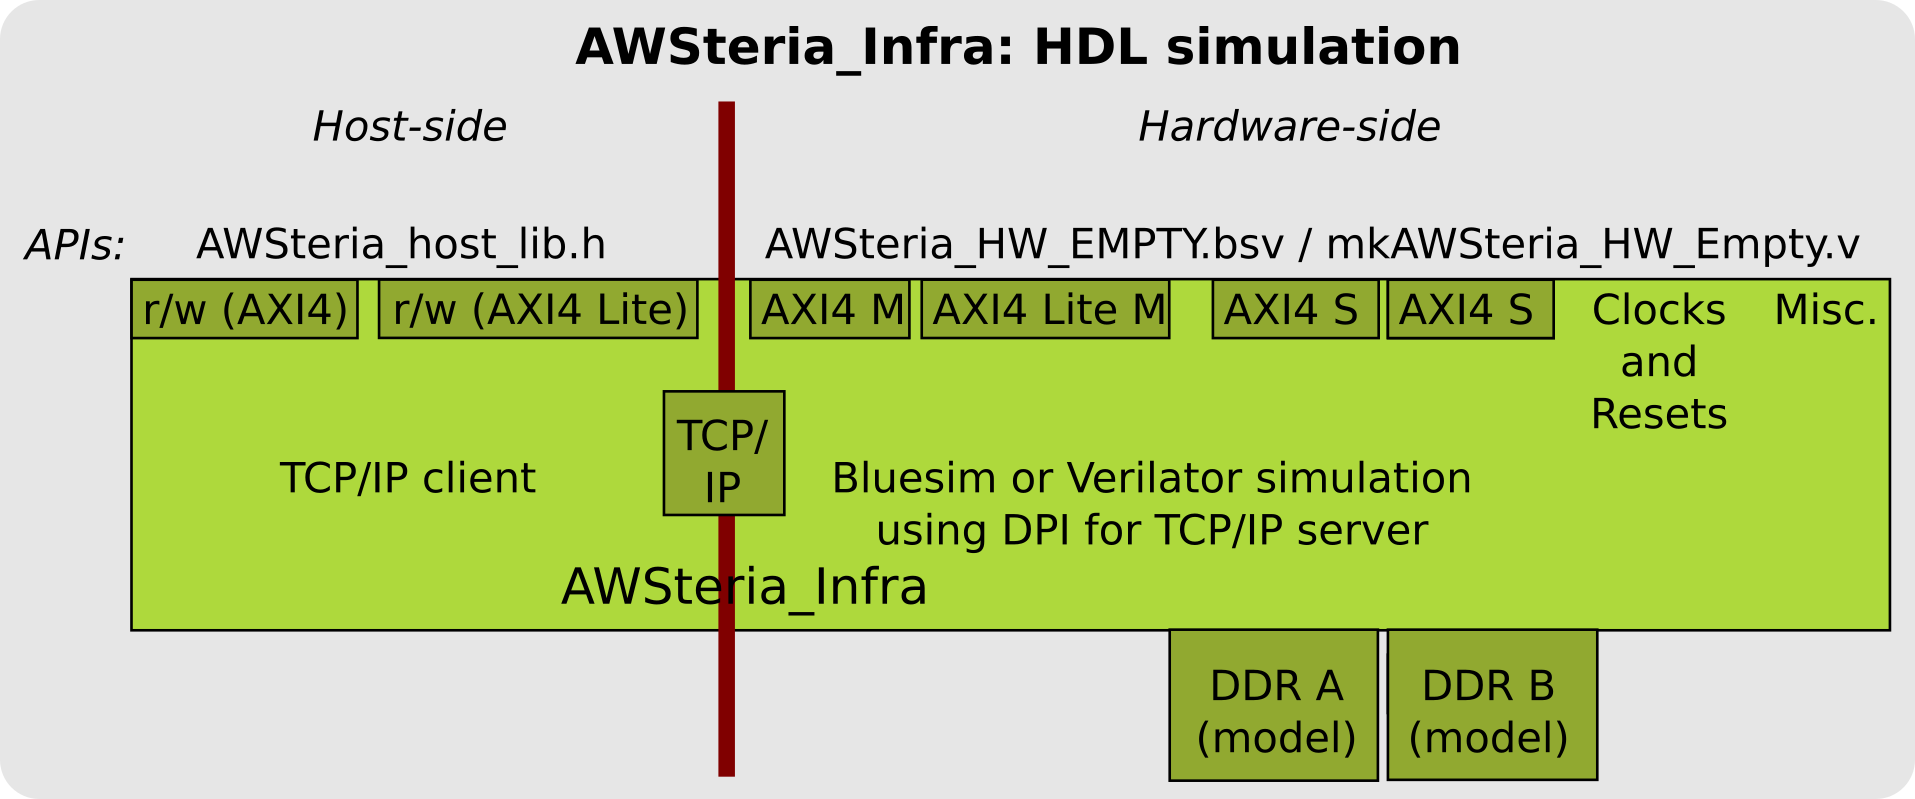 AWSteria_Infra: HDL simulation
Host-side
Hardware-side
APIs:
AWSteria_host_lib.h
AWSteria_HW_EMPTY.bsv / mkAWSteria_HW_Empty.v
r/w (AXI4)
r/w (AXI4 Lite)
AXI4 M
AXI4 Lite M
AXI4 S
AXI4 S
Clocks
and
Resets
Misc.
TCP/
IP
TCP/IP client
Bluesim or Verilator simulation
using DPI for TCP/IP server
AWSteria_Infra
DDR A
(model)
DDR B
(model)